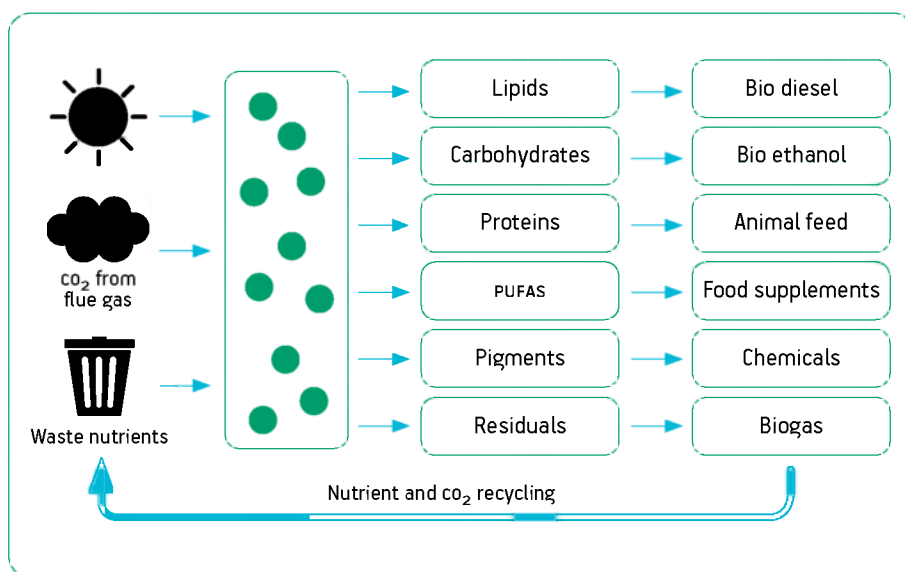 Lipids
Bio diesel
Carbohydrates
Bio ethanol
Proteins
Animal feed
CO₂ from
flue gas
PUFAS
Food supplements
Pigments
Chemicals
Waste nutrients
Residuals
Biogas
Nutrient and CO₂ recycling